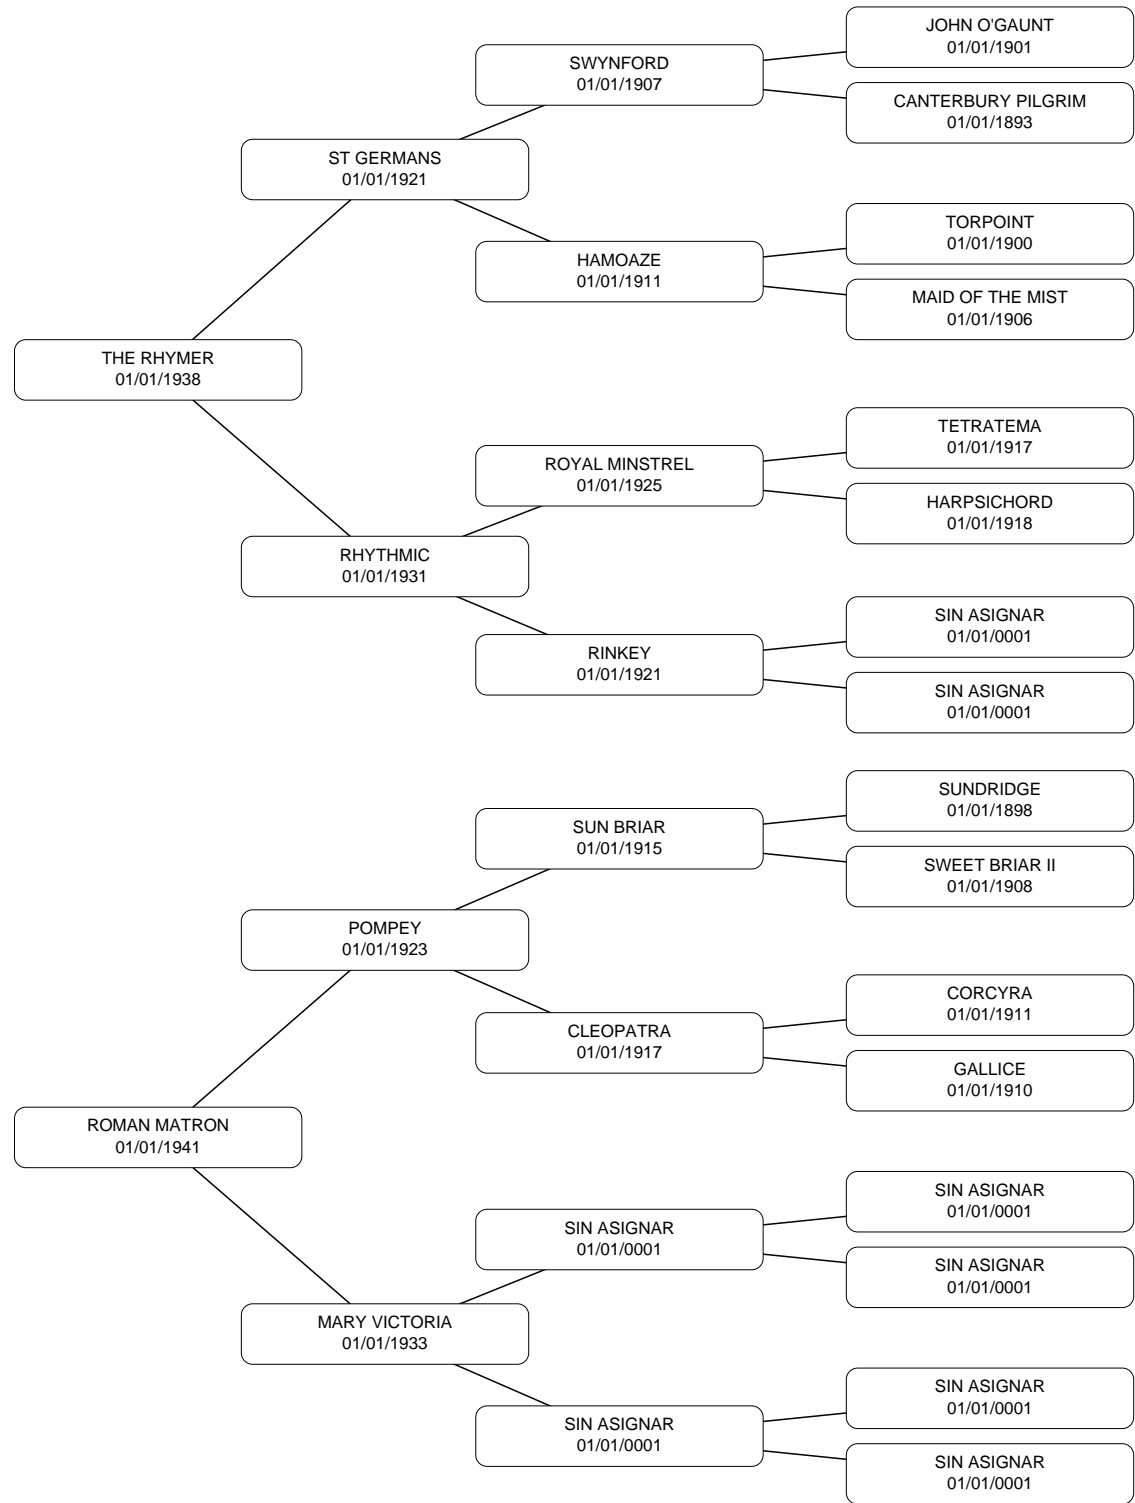 JOHN O'GAUNT
01/01/1901
SWYNFORD
01/01/1907
CANTERBURY PILGRIM
01/01/1893
ST GERMANS
01/01/1921
TORPOINT
01/01/1900
HAMOAZE
01/01/1911
MAID OF THE MIST
01/01/1906
THE RHYMER
01/01/1938
TETRATEMA
01/01/1917
ROYAL MINSTREL
01/01/1925
HARPSICHORD
01/01/1918
RHYTHMIC
01/01/1931
SIN ASIGNAR
01/01/0001
RINKEY
01/01/1921
SIN ASIGNAR
01/01/0001
SUNDRIDGE
01/01/1898
SUN BRIAR
01/01/1915
SWEET BRIAR II
01/01/1908
POMPEY
01/01/1923
CORCYRA
01/01/1911
CLEOPATRA
01/01/1917
GALLICE
01/01/1910
ROMAN MATRON
01/01/1941
SIN ASIGNAR
01/01/0001
SIN ASIGNAR
01/01/0001
SIN ASIGNAR
01/01/0001
MARY VICTORIA
01/01/1933
SIN ASIGNAR
01/01/0001
SIN ASIGNAR
01/01/0001
SIN ASIGNAR
01/01/0001